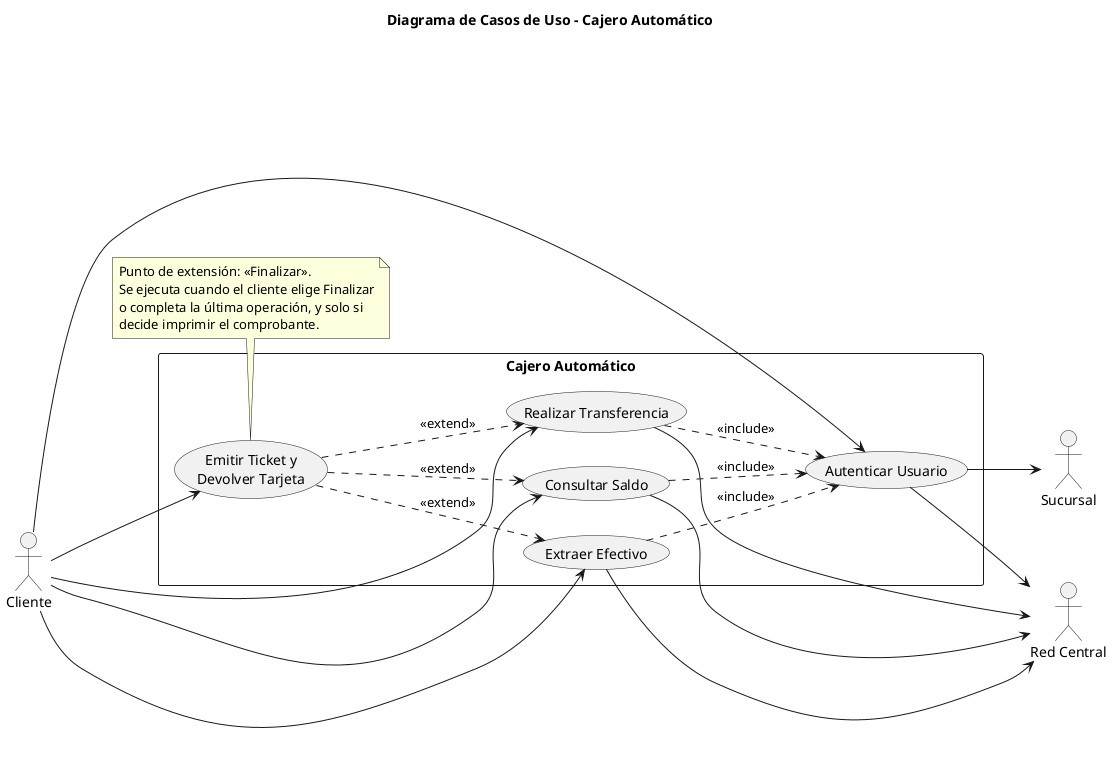 Diagrama de Casos de Uso - Cajero Automático
Punto de extensión: «Finalizar».
Se ejecuta cuando el cliente elige Finalizar
o completa la última operación, y solo si
decide imprimir el comprobante.
Cajero Automático
Realizar Transferencia
«extend»
«include»
Emitir Ticket y
Devolver Tarjeta
«extend»
Consultar Saldo
«include»
Autenticar Usuario
Sucursal
«extend»
«include»
Extraer Efectivo
Cliente
Red Central